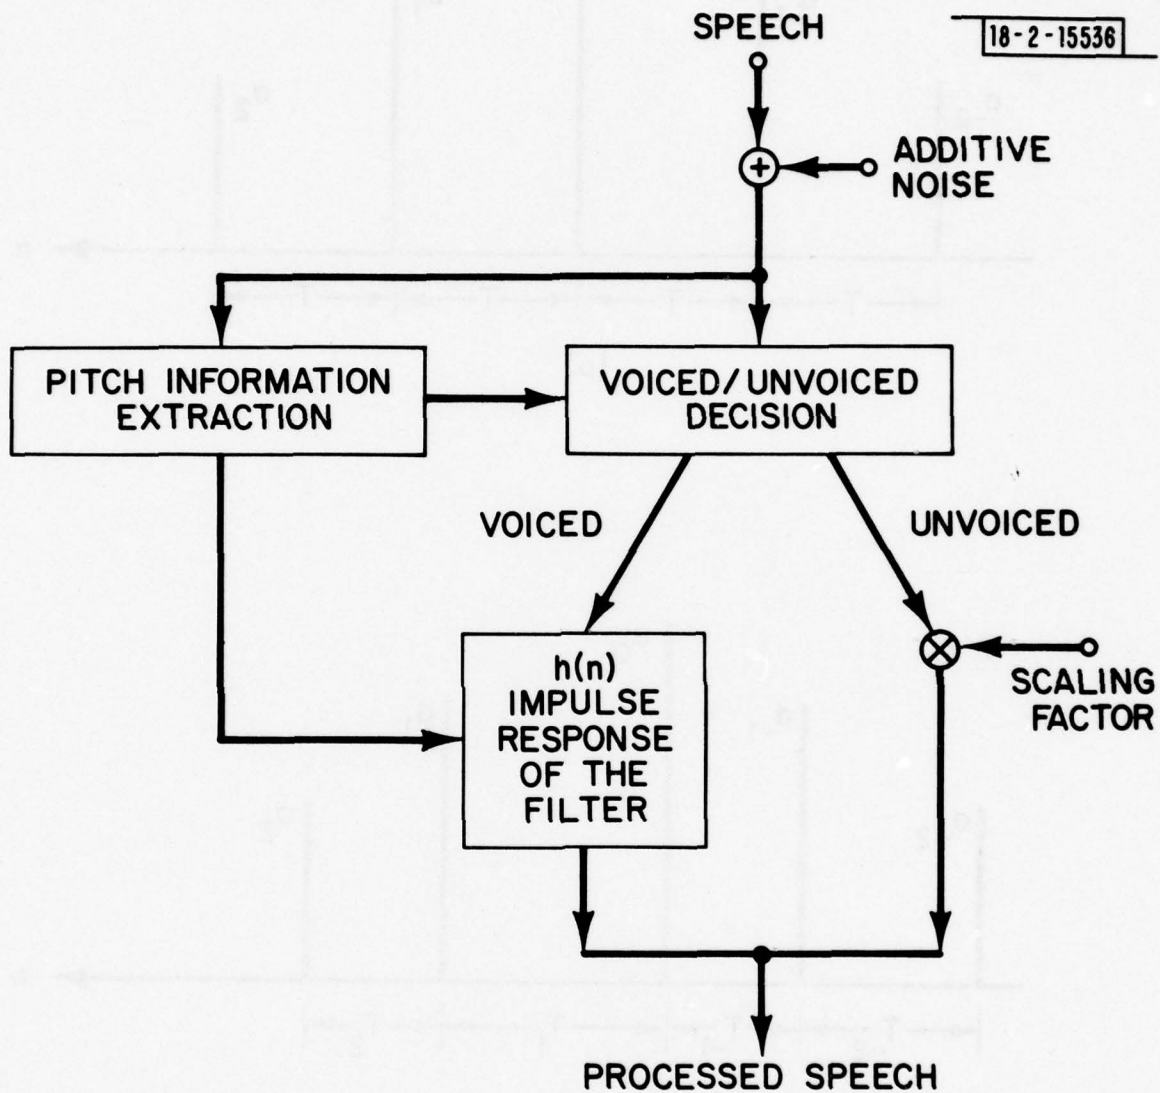 SPEECH
18-2-15536
ADDITIVE
NOISE
PITCH INFORMATION
EXTRACTION
VOICED/UNVOICED
DECISION
VOICED
UNVOICED
h(n)
IMPULSE
RESPONSE
OF THE
FILTER
SCALING
FACTOR
PROCESSED SPEECH